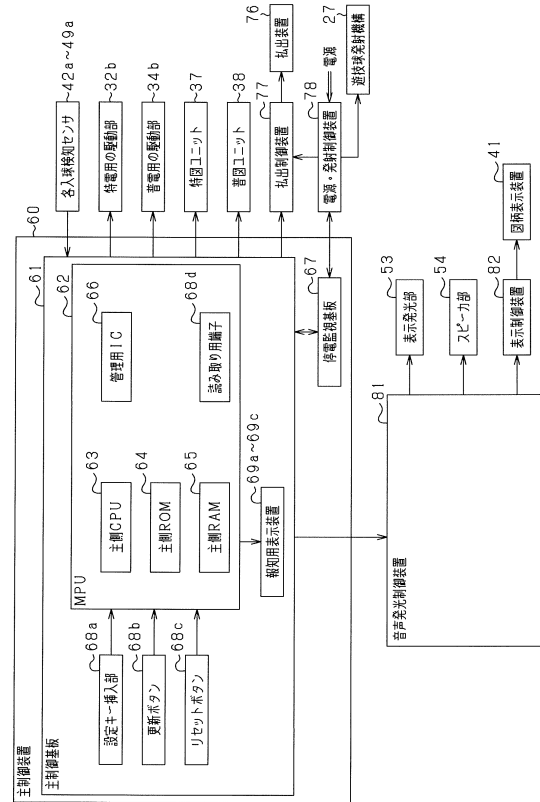 主制御装置
60
主制御基板
61
MPU
62
設定キー挿入部
68a
更新ボタン
68b
リセットボタン
68c
主側CPU
63
主側ROM
64
主側RAM
65
管理用IC
66
読み取り用端子
68d
報知用表示装置
69a~69c
停電監視基板
67
各入球検知センサ
42a~49a
特電用の駆動部
32b
普電用の駆動部
34b
特図ユニット
37
普図ユニット
38
払出制御装置
77
払出装置
76
電源・発射制御装置
78
電源
遊技球発射機構
27
音声発光制御装置
81
表示発光部
53
スピーカ部
54
表示制御装置
82
図柄表示装置
41